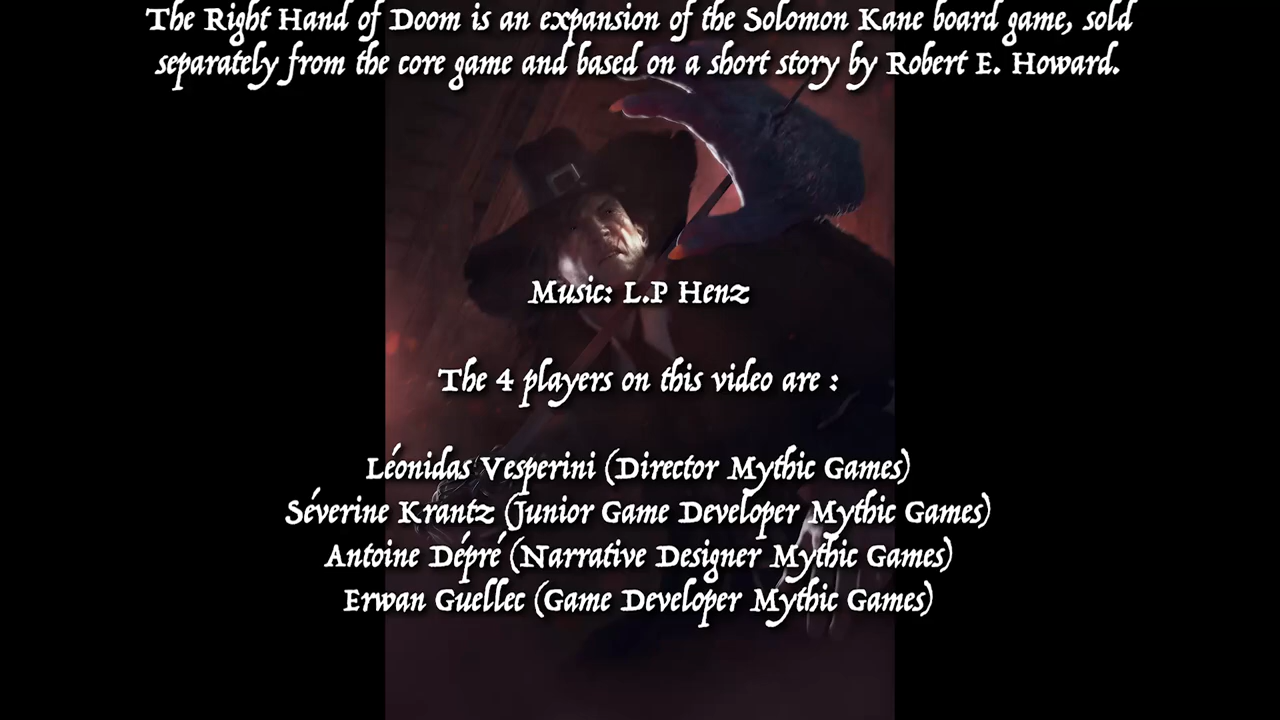 The Right Hand of Doom is an expansion of the Solomon Kane board game, sold
separately from the core game and based on a short story by Robert E. Howard.
Music: L.P Henz
The 4 players on this video are :
Léonidas Vesperini (Director Mythic Games)
Séverine Krantz (Junior Game Developer Mythic Games)
Antoine Dépré (Narrative Designer Mythic Games)
Erwan Guellec (Game Developer Mythic Games)